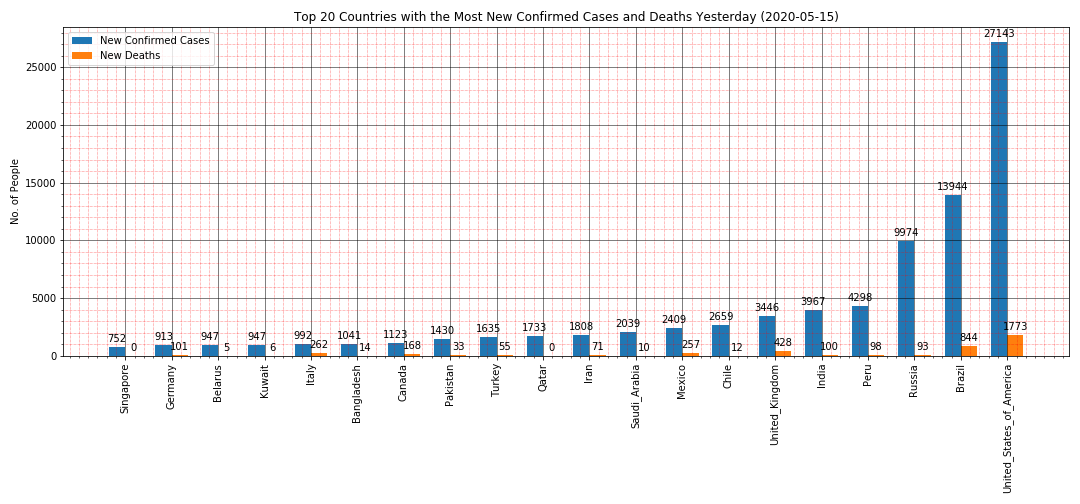 Top 20 Countries with the Most New Confirmed Cases and Deaths Yesterday (2020-05-15)
New Confirmed Cases
New Deaths
No. of People
25000
20000
15000
10000
5000
0
752 0
913 101
947 5
947 6
992 262
1041 14
1123 168
1430 33
1635 55
1733 0
1808 71
2039 10
2409 257
2659 12
3446 428
3967 100
4298 98
9974 93
13944 844
27143 1773
Singapore
Germany
Belarus
Kuwait
Italy
Bangladesh
Canada
Pakistan
Turkey
Qatar
Iran
Saudi_Arabia
Mexico
Chile
United_Kingdom
India
Peru
Russia
Brazil
United_States_of_America